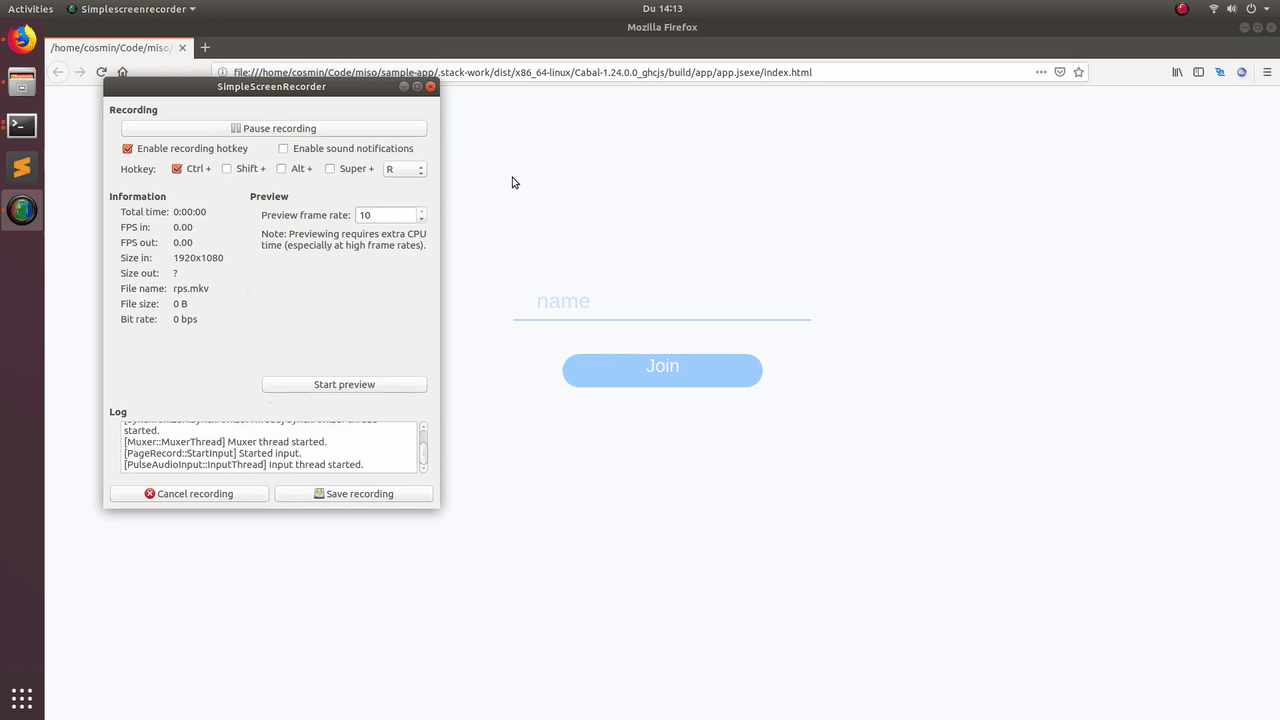 Activities
Simplescreenrecorder
Du 14:13
Mozilla Firefox
/home/cosmin/Code/miso/
file:///home/cosmin/Code/miso/sample-app/.stack-work/dist/x86_64-linux/Cabal-1.24.0.0_ghcjs/build/app/app.jsexe/index.html
SimpleScreenRecorder
Recording
Pause recording
Enable recording hotkey
Enable sound notifications
Hotkey: Ctrl + Shift + Alt + Super + R
Information
Total time: 0:00:00
FPS in: 0.00
FPS out: 0.00
Size in: 1920x1080
Size out: ?
File name: rps.mkv
File size: 0 B
Bit rate: 0 bps
Preview
Preview frame rate: 10
Note: Previewing requires extra CPU
time (especially at high frame rates).
Start preview
Log
started.
[Muxer::MuxerThread] Muxer thread started.
[PageRecord::StartInput] Started input.
[PulseAudioInput::InputThread] Input thread started.
Cancel recording
Save recording
name
Join